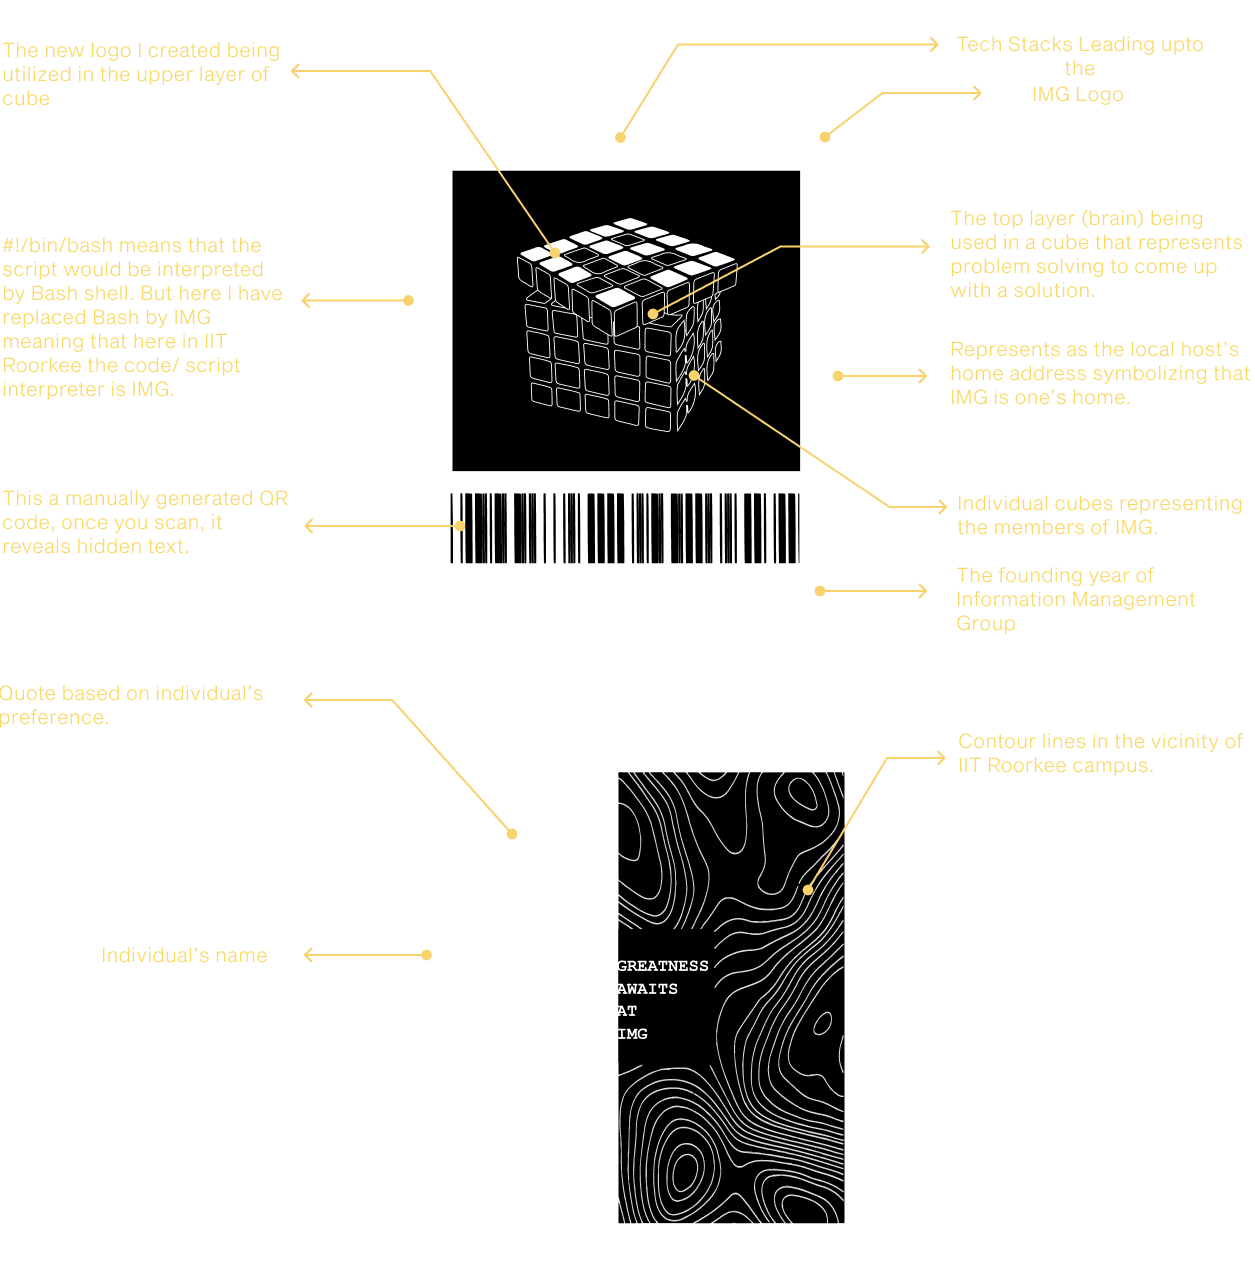 The new logo I created being
utilized in the upper layer of
cube
Tech Stacks Leading upto
the
IMG Logo
#!/bin/bash means that the
script would be interpreted
by Bash shell. But here I have
replaced Bash by IMG
meaning that here in IIT
Roorkee the code/ script
interpreter is IMG.
The top layer (brain) being
used in a cube that represents
problem solving to come up
with a solution.
Represents as the local host's
home address symbolizing that
IMG is one's home.
This a manually generated QR
code, once you scan, it
reveals hidden text.
Individual cubes representing
the members of IMG.
The founding year of
Information Management
Group
Quote based on individual's
preference.
Contour lines in the vicinity of
IIT Roorkee campus.
Individual's name
GREATNESS
AWAITS
AT
IMG